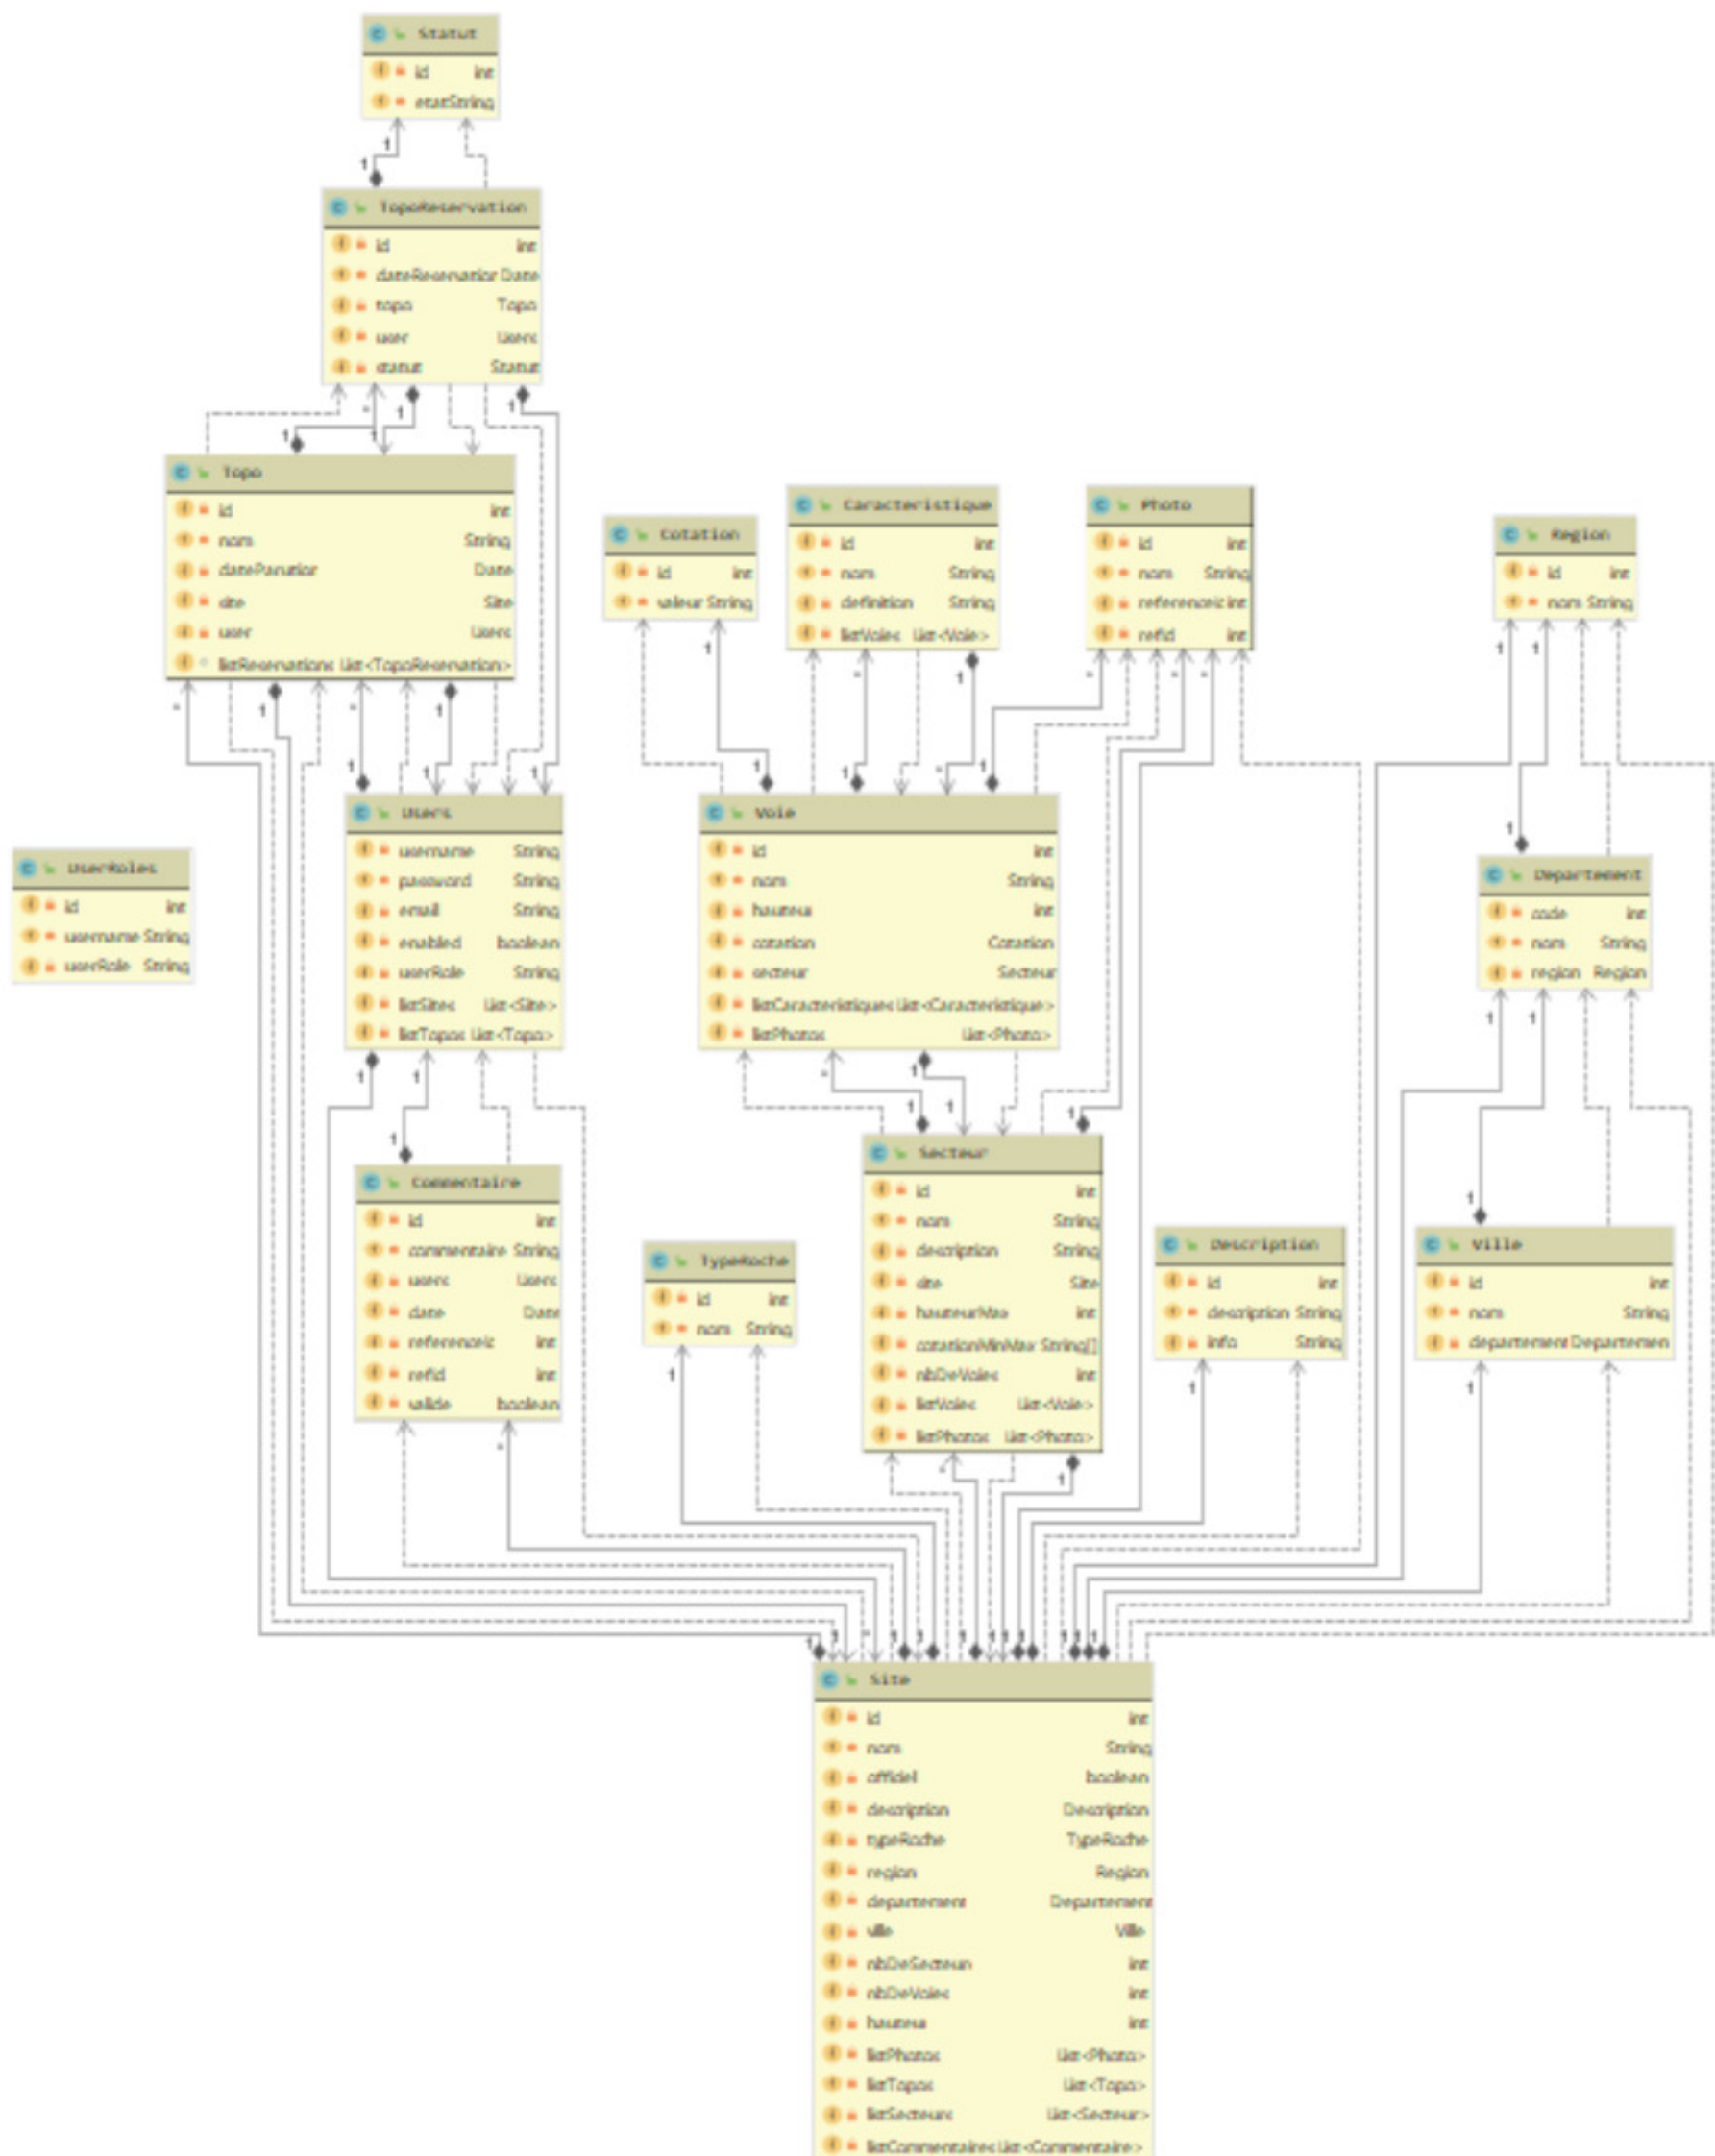 Statut
id int
etat String
TopoReservation
id int
dateReservation Date
topo Topo
user Users
statut Statut
Topo
id int
nom String
dateParution Date
site Site
user Users
listReservations List<TopoReservation>
Cotation
id int
valeur String
Caracteristique
id int
nom String
definition String
listVoies List<Voie>
Photo
id int
nom String
int
refId int
Region
id int
nom String
UserRoles
id int
username String
userRole String
Users
username String
password String
email String
enabled boolean
userRole String
listSites List<Site>
listTopos List<Topo>
Voie
id int
nom String
hauteur int
cotation Cotation
secteur Secteur
listCaracteristiques List<Caracteristique>
listPhotos List<Photo>
Departement
code int
nom String
region Region
Commentaire
id int
commentaire String
users Users
date Date
int
refId int
valide boolean
TypeRoche
id int
nom String
Secteur
id int
nom String
description String
site Site
hauteurMax int
cotationMinMax String[]
nbDeVoies int
listVoies List<Voie>
listPhotos List<Photo>
Description
id int
description String
info String
Ville
id int
nom String
departement Departemen
Site
id int
nom String
officiel boolean
description Description
typeRoche TypeRoche
region Region
departement Departement
ville Ville
nbDeSecteurs int
nbDeVoies int
hauteur int
listPhotos List<Photo>
listTopos List<Topo>
listSecteurs List<Secteur>
listCommentaires List<Commentaire>